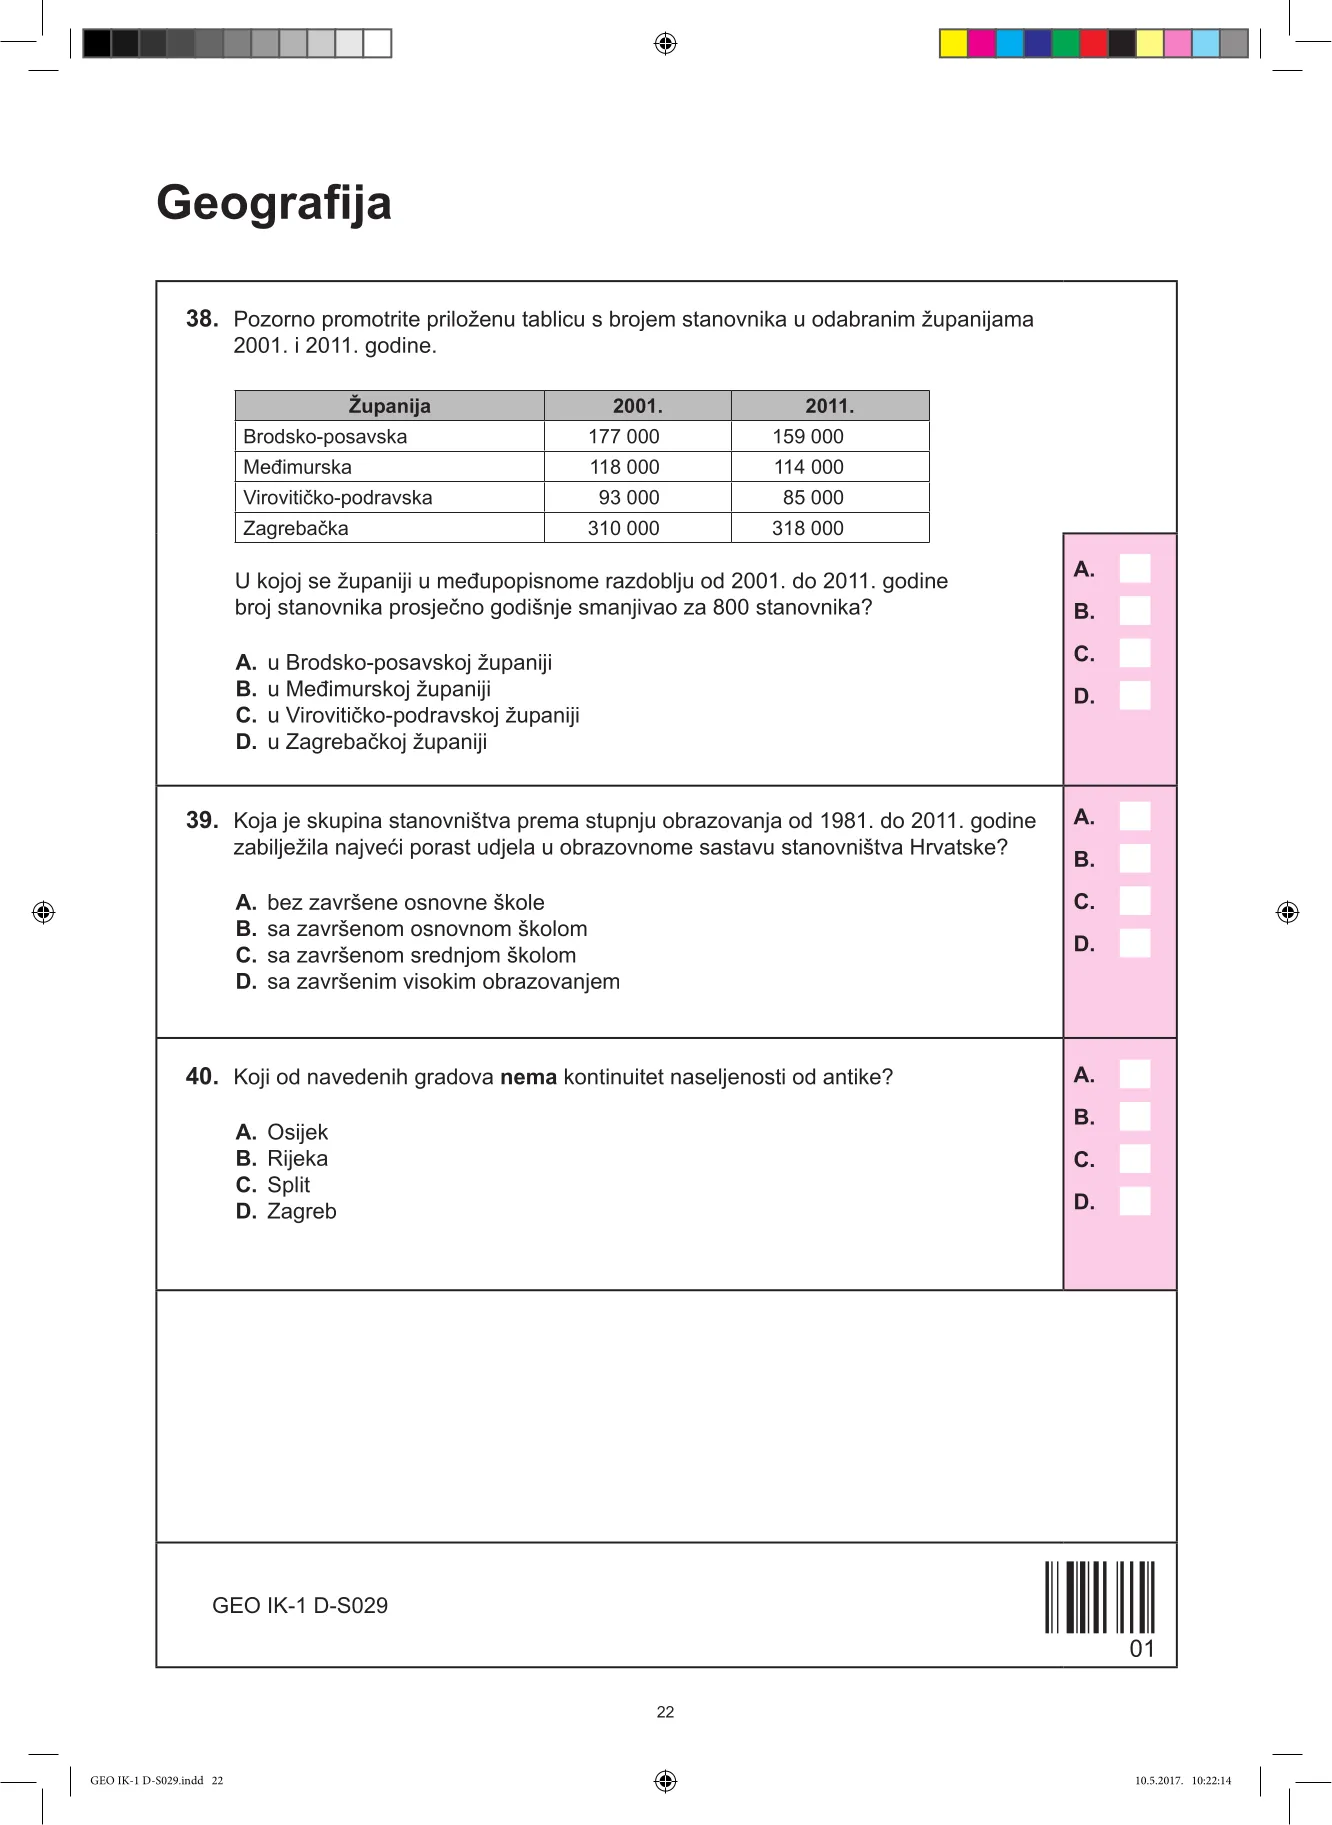 Geografija
38. Pozorno promotrite priloženu tablicu s brojem stanovnika u odabranim županijama
2001. i 2011. godine.
Županija 2001. 2011.
Brodsko-posavska 177 000 159 000
Međimurska 118 000 114 000
Virovitičko-podravska 93 000 85 000
Zagrebačka 310 000 318 000
U kojoj se županiji u međupopisnome razdoblju od 2001. do 2011. godine
broj stanovnika prosječno godišnje smanjivao za 800 stanovnika?
A. u Brodsko-posavskoj županiji
B. u Međimurskoj županiji
C. u Virovitičko-podravskoj županiji
D. u Zagrebačkoj županiji
A.
B.
C.
D.
39. Koja je skupina stanovništva prema stupnju obrazovanja od 1981. do 2011. godine
zabilježila najveći porast udjela u obrazovnome sastavu stanovništva Hrvatske?
A. bez završene osnovne škole
B. sa završenom osnovnom školom
C. sa završenom srednjom školom
D. sa završenim visokim obrazovanjem
A.
B.
C.
D.
40. Koji od navedenih gradova nema kontinuitet naseljenosti od antike?
A. Osijek
B. Rijeka
C. Split
D. Zagreb
A.
B.
C.
D.
GEO IK-1 D-S029
01
22
GEO IK-1 D-S029.indd 22 10.5.2017. 10:22:14